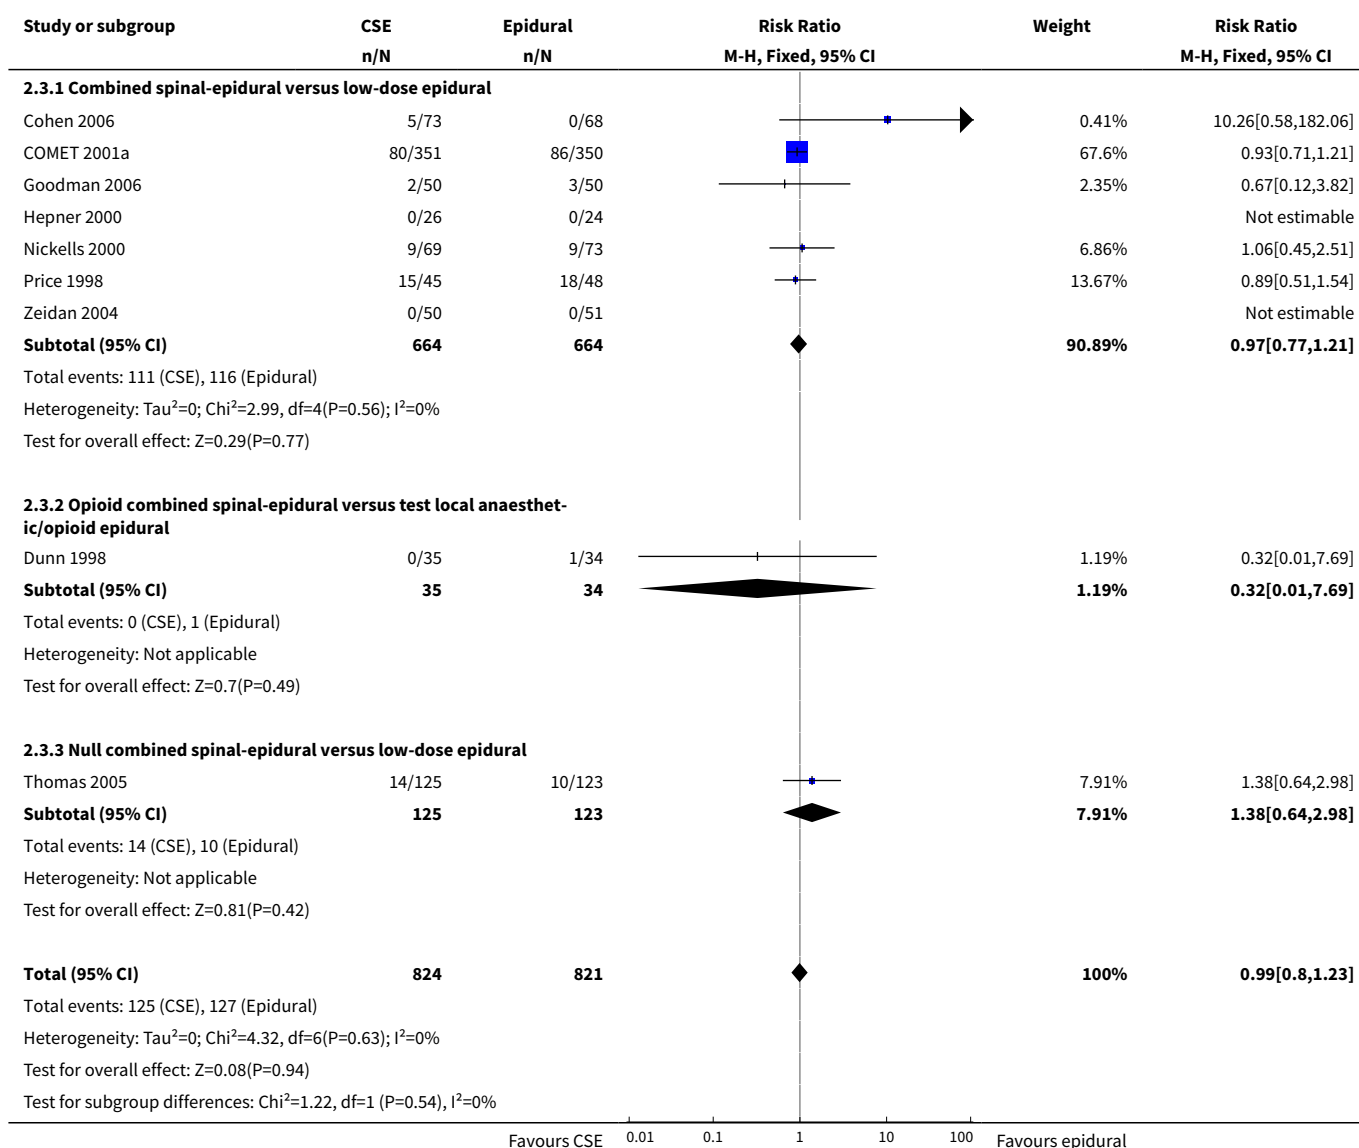 Study or subgroup CSE Epidural Risk Ratio Weight Risk Ratio
n/N n/N M-H, Fixed, 95% CI M-H, Fixed, 95% CI
2.3.1 Combined spinal-epidural versus low-dose epidural
Cohen 2006 5/73 0/68 0.41% 10.26[0.58,182.06]
COMET 2001a 80/351 86/350 67.6% 0.93[0.71,1.21]
Goodman 2006 2/50 3/50 2.35% 0.67[0.12,3.82]
Hepner 2000 0/26 0/24 Not estimable
Nickells 2000 9/69 9/73 6.86% 1.06[0.45,2.51]
Price 1998 15/45 18/48 13.67% 0.89[0.51,1.54]
Zeidan 2004 0/50 0/51 Not estimable
Subtotal (95% CI) 664 664 90.89% 0.97[0.77,1.21]
Total events: 111 (CSE), 116 (Epidural)
Heterogeneity: Tau²=0; Chi²=2.99, df=4(P=0.56); I²=0%
Test for overall effect: Z=0.29(P=0.77)
2.3.2 Opioid combined spinal-epidural versus test local anaesthet-
ic/opioid epidural
Dunn 1998 0/35 1/34 1.19% 0.32[0.01,7.69]
Subtotal (95% CI) 35 34 1.19% 0.32[0.01,7.69]
Total events: 0 (CSE), 1 (Epidural)
Heterogeneity: Not applicable
Test for overall effect: Z=0.7(P=0.49)
2.3.3 Null combined spinal-epidural versus low-dose epidural
Thomas 2005 14/125 10/123 7.91% 1.38[0.64,2.98]
Subtotal (95% CI) 125 123 7.91% 1.38[0.64,2.98]
Total events: 14 (CSE), 10 (Epidural)
Heterogeneity: Not applicable
Test for overall effect: Z=0.81(P=0.42)
Total (95% CI) 824 821 100% 0.99[0.8,1.23]
Total events: 125 (CSE), 127 (Epidural)
Heterogeneity: Tau²=0; Chi²=4.32, df=6(P=0.63); I²=0%
Test for overall effect: Z=0.08(P=0.94)
Test for subgroup differences: Chi²=1.22, df=1 (P=0.54), I²=0%
Favours CSE 0.01 0.1 1 10 100 Favours epidural